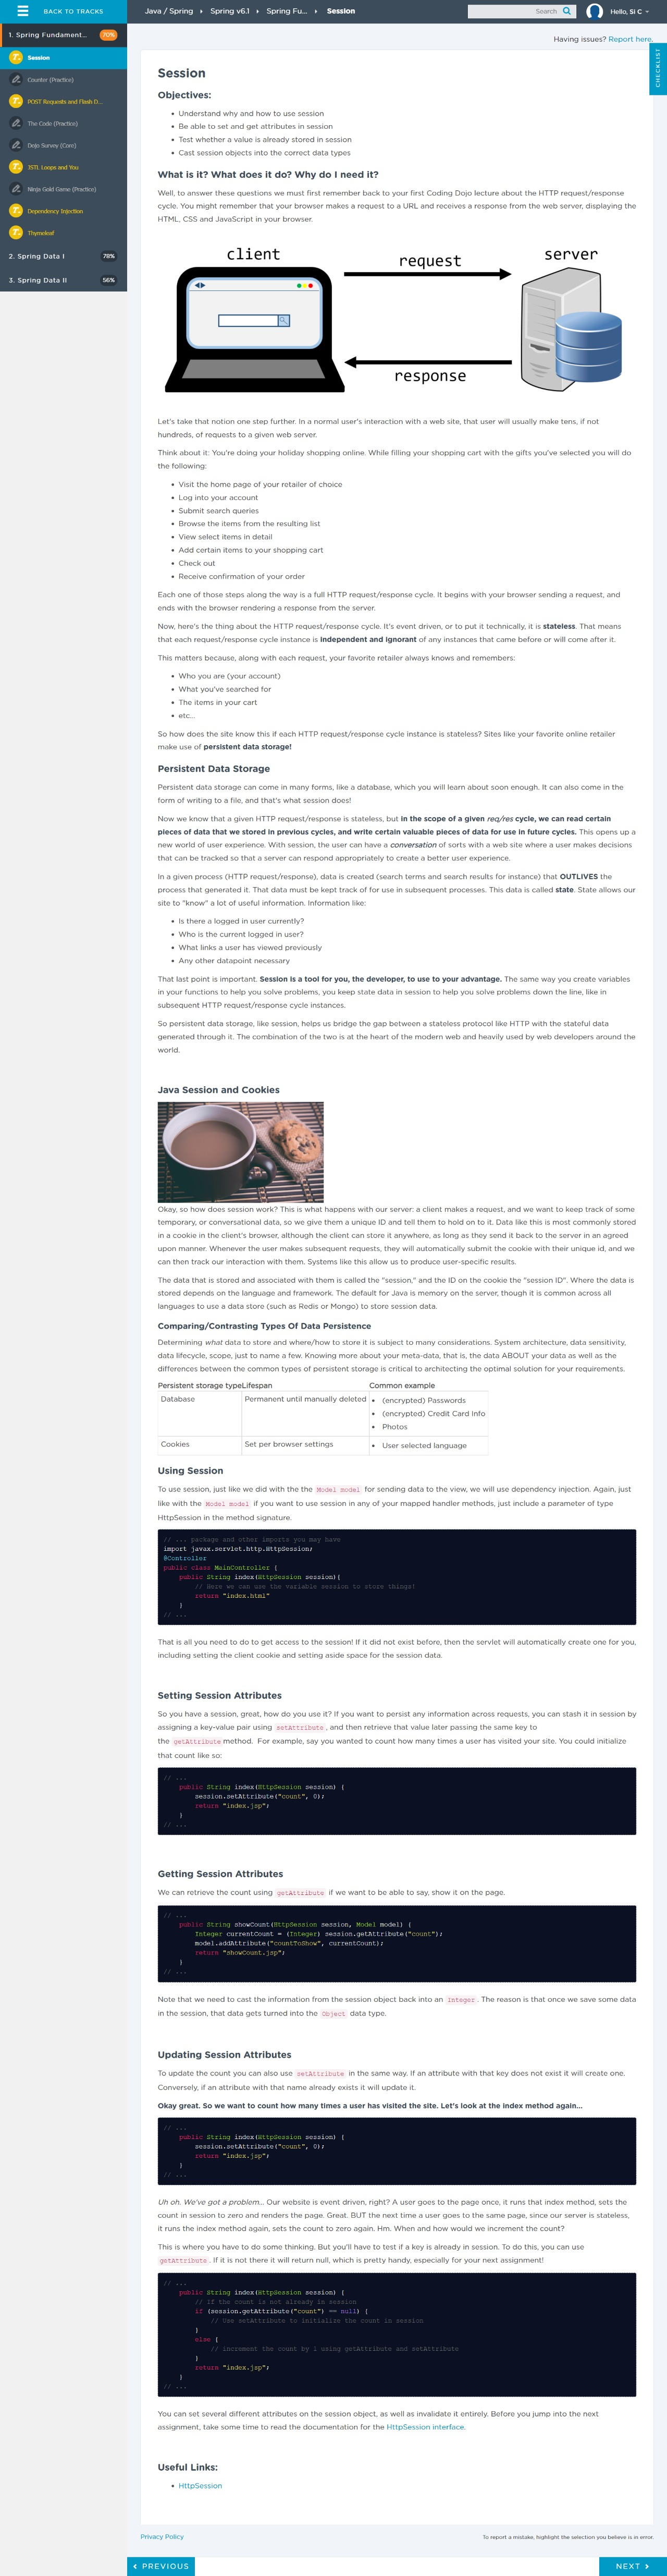 BACK TO TRACKS
Java / Spring ▸ Spring v6.1 ▸ Spring Fu... ▸ Session
Search
Hello, Si C
1. Spring Fundament... 70%
Session
Counter (Practice)
POST Requests and Flash D...
The Code (Practice)
Dojo Survey (Core)
JSTL Loops and You
Ninja Gold Game (Practice)
Dependency Injection
Thymeleaf
2. Spring Data I 78%
3. Spring Data II 56%
Having issues? Report here.
CHECKLIST
Session
Objectives:
• Understand why and how to use session
• Be able to set and get attributes in session
• Test whether a value is already stored in session
• Cast session objects into the correct data types
What is it? What does it do? Why do I need it?
Well, to answer these questions we must first remember back to your first Coding Dojo lecture about the HTTP request/response
cycle. You might remember that your browser makes a request to a URL and receives a response from the web server, displaying the
HTML, CSS and JavaScript in your browser.
client
request
server
response
Let's take that notion one step further. In a normal user's interaction with a web site, that user will usually make tens, if not
hundreds, of requests to a given web server.
Think about it: You're doing your holiday shopping online. While filling your shopping cart with the gifts you've selected you will do
the following:
• Visit the home page of your retailer of choice
• Log into your account
• Submit search queries
• Browse the items from the resulting list
• View select items in detail
• Add certain items to your shopping cart
• Check out
• Receive confirmation of your order
Each one of those steps along the way is a full HTTP request/response cycle. It begins with your browser sending a request, and
ends with the browser rendering a response from the server.
Now, here's the thing about the HTTP request/response cycle. It's event driven, or to put it technically, it is stateless. That means
that each request/response cycle instance is independent and ignorant of any instances that came before or will come after it.
This matters because, along with each request, your favorite retailer always knows and remembers:
• Who you are (your account)
• What you've searched for
• The items in your cart
• etc...
So how does the site know this if each HTTP request/response cycle instance is stateless? Sites like your favorite online retailer
make use of persistent data storage!
Persistent Data Storage
Persistent data storage can come in many forms, like a database, which you will learn about soon enough. It can also come in the
form of writing to a file, and that's what session does!
Now we know that a given HTTP request/response is stateless, but in the scope of a given req/res cycle, we can read certain
pieces of data that we stored in previous cycles, and write certain valuable pieces of data for use in future cycles. This opens up a
new world of user experience. With session, the user can have a conversation of sorts with a web site where a user makes decisions
that can be tracked so that a server can respond appropriately to create a better user experience.
In a given process (HTTP request/response), data is created (search terms and search results for instance) that OUTLIVES the
process that generated it. That data must be kept track of for use in subsequent processes. This data is called state. State allows our
site to "know" a lot of useful information. Information like:
• Is there a logged in user currently?
• Who is the current logged in user?
• What links a user has viewed previously
• Any other datapoint necessary
That last point is important. Session is a tool for you, the developer, to use to your advantage. The same way you create variables
in your functions to help you solve problems, you keep state data in session to help you solve problems down the line, like in
subsequent HTTP request/response cycle instances.
So persistent data storage, like session, helps us bridge the gap between a stateless protocol like HTTP with the stateful data
generated through it. The combination of the two is at the heart of the modern web and heavily used by web developers around the
world.
Java Session and Cookies
Okay, so how does session work? This is what happens with our server: a client makes a request, and we want to keep track of some
temporary, or conversational data, so we give them a unique ID and tell them to hold on to it. Data like this is most commonly stored
in a cookie in the client's browser, although the client can store it anywhere, as long as they send it back to the server in an agreed
upon manner. Whenever the user makes subsequent requests, they will automatically submit the cookie with their unique id, and we
can then track our interaction with them. Systems like this allow us to produce user-specific results.
The data that is stored and associated with them is called the "session," and the ID on the cookie the "session ID". Where the data is
stored depends on the language and framework. The default for Java is memory on the server, though it is common across all
languages to use a data store (such as Redis or Mongo) to store session data.
Comparing/Contrasting Types Of Data Persistence
Determining what data to store and where/how to store it is subject to many considerations. System architecture, data sensitivity,
data lifecycle, scope, just to name a few. Knowing more about your meta-data, that is, the data ABOUT your data as well as the
differences between the common types of persistent storage is critical to architecting the optimal solution for your requirements.
Persistent storage type Lifespan Common example
Database Permanent until manually deleted • (encrypted) Passwords
• (encrypted) Credit Card Info
• Photos
Cookies Set per browser settings • User selected language
Using Session
To use session, just like we did with the the Model model for sending data to the view, we will use dependency injection. Again, just
like with the Model model if you want to use session in any of your mapped handler methods, just include a parameter of type
HttpSession in the method signature.
// ... package and other imports you may have
import javax.servlet.http.HttpSession;
@Controller
public class MainController {
public String index(HttpSession session){
// Here we can use the variable session to store things!
return "index.html"
}
// ...
That is all you need to do to get access to the session! If it did not exist before, then the servlet will automatically create one for you,
including setting the client cookie and setting aside space for the session data.
Setting Session Attributes
So you have a session, great, how do you use it? If you want to persist any information across requests, you can stash it in session by
assigning a key-value pair using setAttribute, and then retrieve that value later passing the same key to
the getAttribute method. For example, say you wanted to count how many times a user has visited your site. You could initialize
that count like so:
// ...
public String index(HttpSession session) {
session.setAttribute("count", 0);
return "index.jsp";
}
// ...
Getting Session Attributes
We can retrieve the count using getAttribute if we want to be able to say, show it on the page.
// ...
public String showCount(HttpSession session, Model model) {
Integer currentCount = (Integer) session.getAttribute("count");
model.addAttribute("countToShow", currentCount);
return "showCount.jsp";
}
// ...
Note that we need to cast the information from the session object back into an integer. The reason is that once we save some data
in the session, that data gets turned into the Object data type.
Updating Session Attributes
To update the count you can also use setAttribute in the same way. If an attribute with that key does not exist it will create one.
Conversely, if an attribute with that name already exists it will update it.
Okay great. So we want to count how many times a user has visited the site. Let's look at the index method again...
// ...
public String index(HttpSession session) {
session.setAttribute("count", 0);
return "index.jsp";
}
// ...
Uh oh. We've got a problem... Our website is event driven, right? A user goes to the page once, it runs that index method, sets the
count in session to zero and renders the page. Great. BUT the next time a user goes to the same page, since our server is stateless,
it runs the index method again, sets the count to zero again. Hm. When and how would we increment the count?
This is where you have to do some thinking. But you'll have to test if a key is already in session. To do this, you can use
getAttribute. If it is not there it will return null, which is pretty handy, especially for your next assignment!
// ...
public String index(HttpSession session) {
// If the count is not already in session
if (session.getAttribute("count") == null) {
// Use setAttribute to initialize the count in session
}
else {
// increment the count by 1 using getAttribute and setAttribute
}
return "index.jsp";
}
// ...
You can set several different attributes on the session object, as well as invalidate it entirely. Before you jump into the next
assignment, take some time to read the documentation for the HttpSession interface.
Useful Links:
• HttpSession
Privacy Policy
To report a mistake, highlight the selection you believe is in error.
PREVIOUS
NEXT